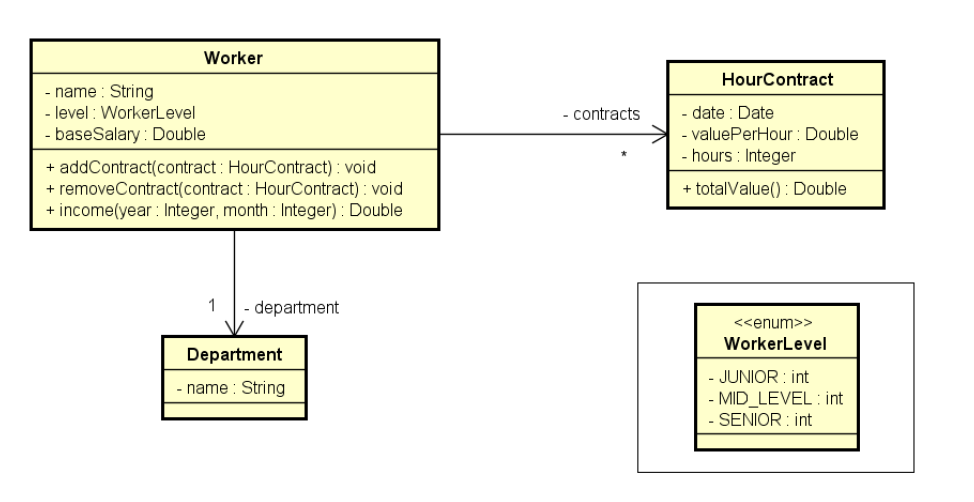 Worker
- name : String
- level : WorkerLevel
- baseSalary : Double
+ addContract(contract : HourContract) : void
+ removeContract(contract : HourContract) : void
+ income(year : Integer, month : Integer) : Double
- contracts
*
HourContract
- date : Date
- valuePerHour : Double
- hours : Integer
+ totalValue() : Double
1
- department
Department
- name : String
<<enum>>
WorkerLevel
- JUNIOR : int
- MID_LEVEL : int
- SENIOR : int